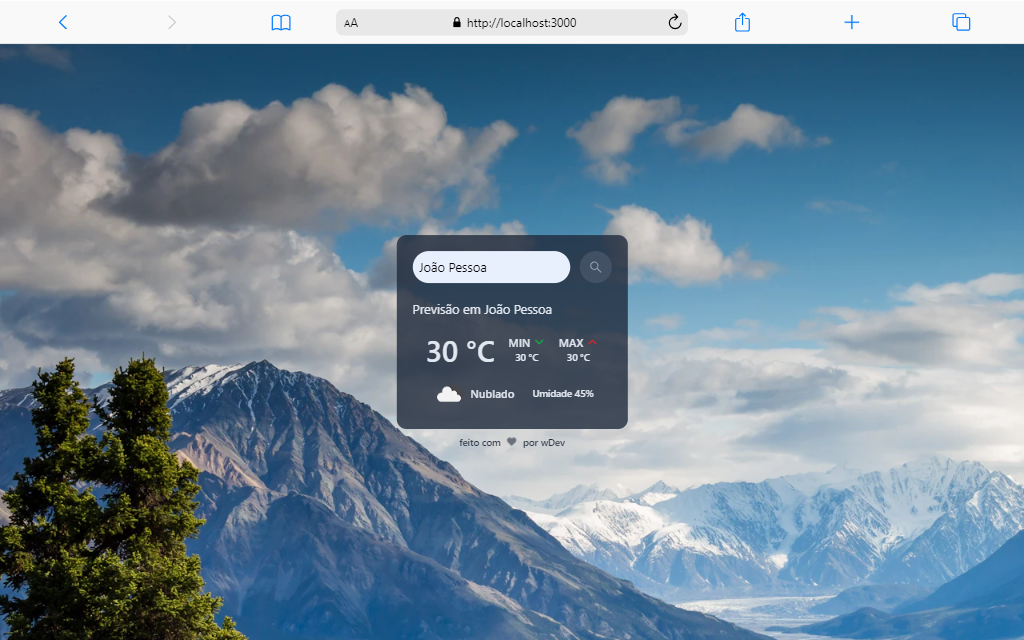 AA http://localhost:3000
João Pessoa
Previsão em João Pessoa
30 °C MIN MAX
30 °C 30 °C
Nublado Umidade 45%
feito com por wDev